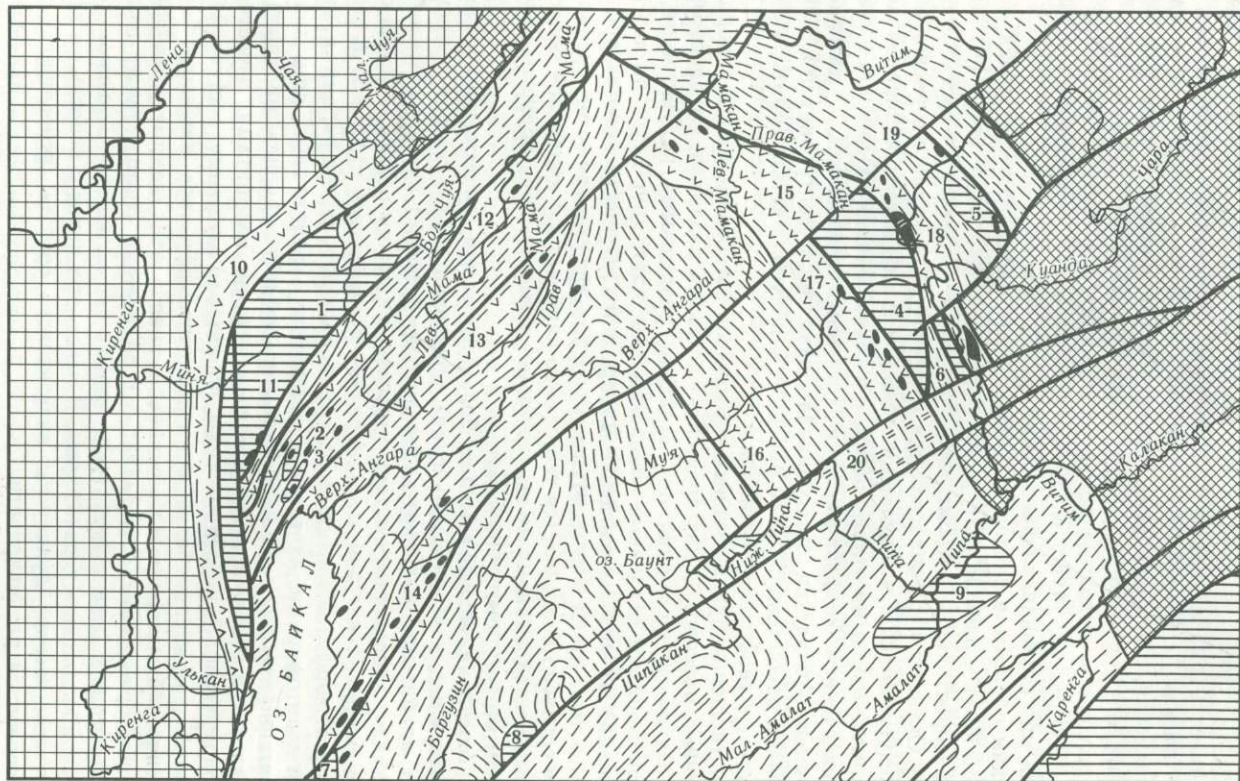 Лена
Чая
Мал. Чуя
Мама
Мамакан
Витим
Прав. Мамакан
Лев. Мамакан
19
15
5
Чара
Бол. Чуя
12
Мама
Прав. Мама
Лев.
18
Куанда
10
1
17
4
Верх. Ангара
13
Киренга
Миня
11
6
2
3
Верх. Ангара
Муя
16
20
Калакан
Витим
оз. Баунт
Ниж. Ципа
Ципа
Ципа
14
9
ОЗ. БАЙКАЛ
Улькан
Ципикан
Баргузин
Амалат
Каренга
Киренга
8
Мал. Амалат
7